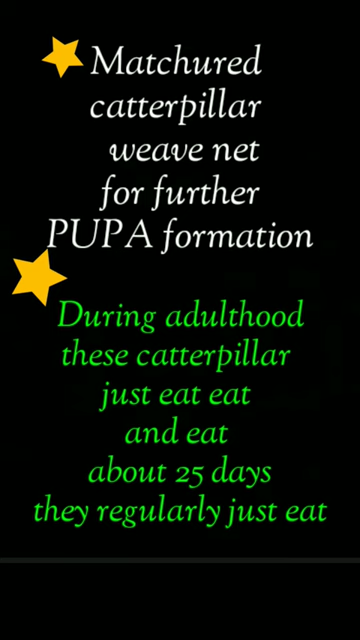 Matchured
catterpillar
weave net
for further
PUPA formation
During adulthood
these catterpillar
just eat eat
and eat
about 25 days
they regularly just eat